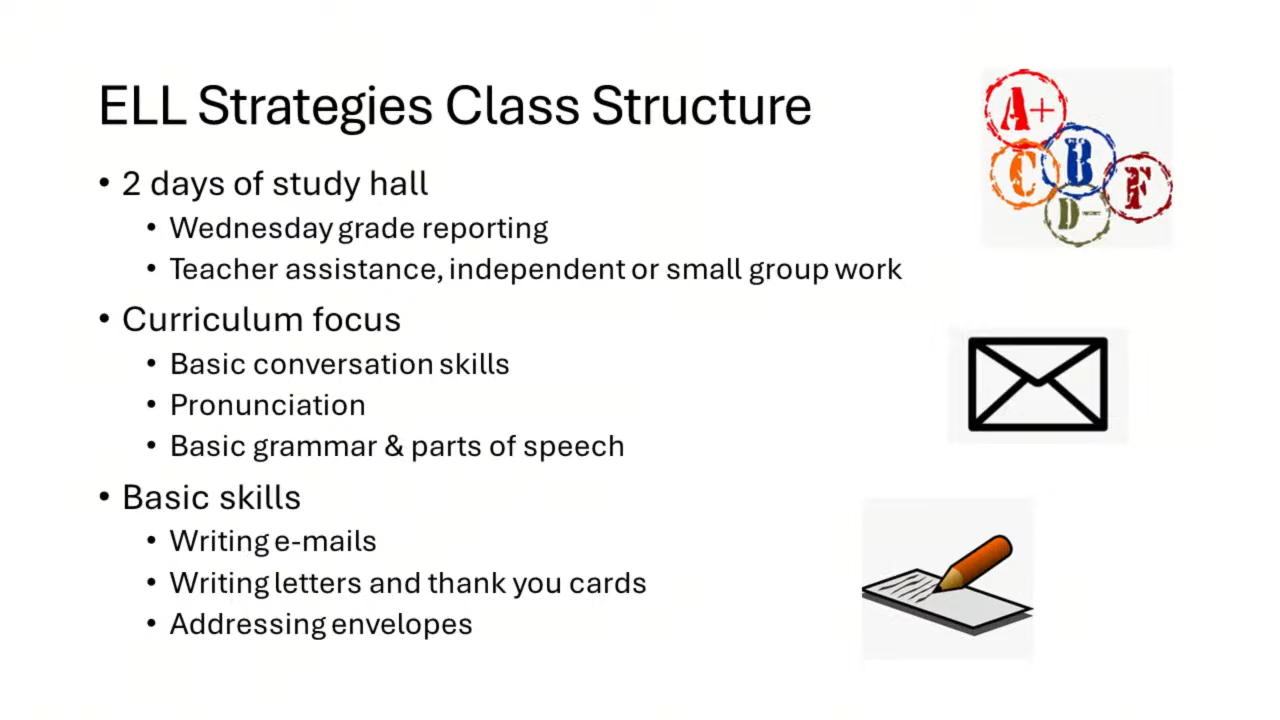 ELL Strategies Class Structure
• 2 days of study hall
• Wednesday grade reporting
• Teacher assistance, independent or small group work
• Curriculum focus
• Basic conversation skills
• Pronunciation
• Basic grammar & parts of speech
• Basic skills
• Writing e-mails
• Writing letters and thank you cards
• Addressing envelopes
A+
C
B
F
D-